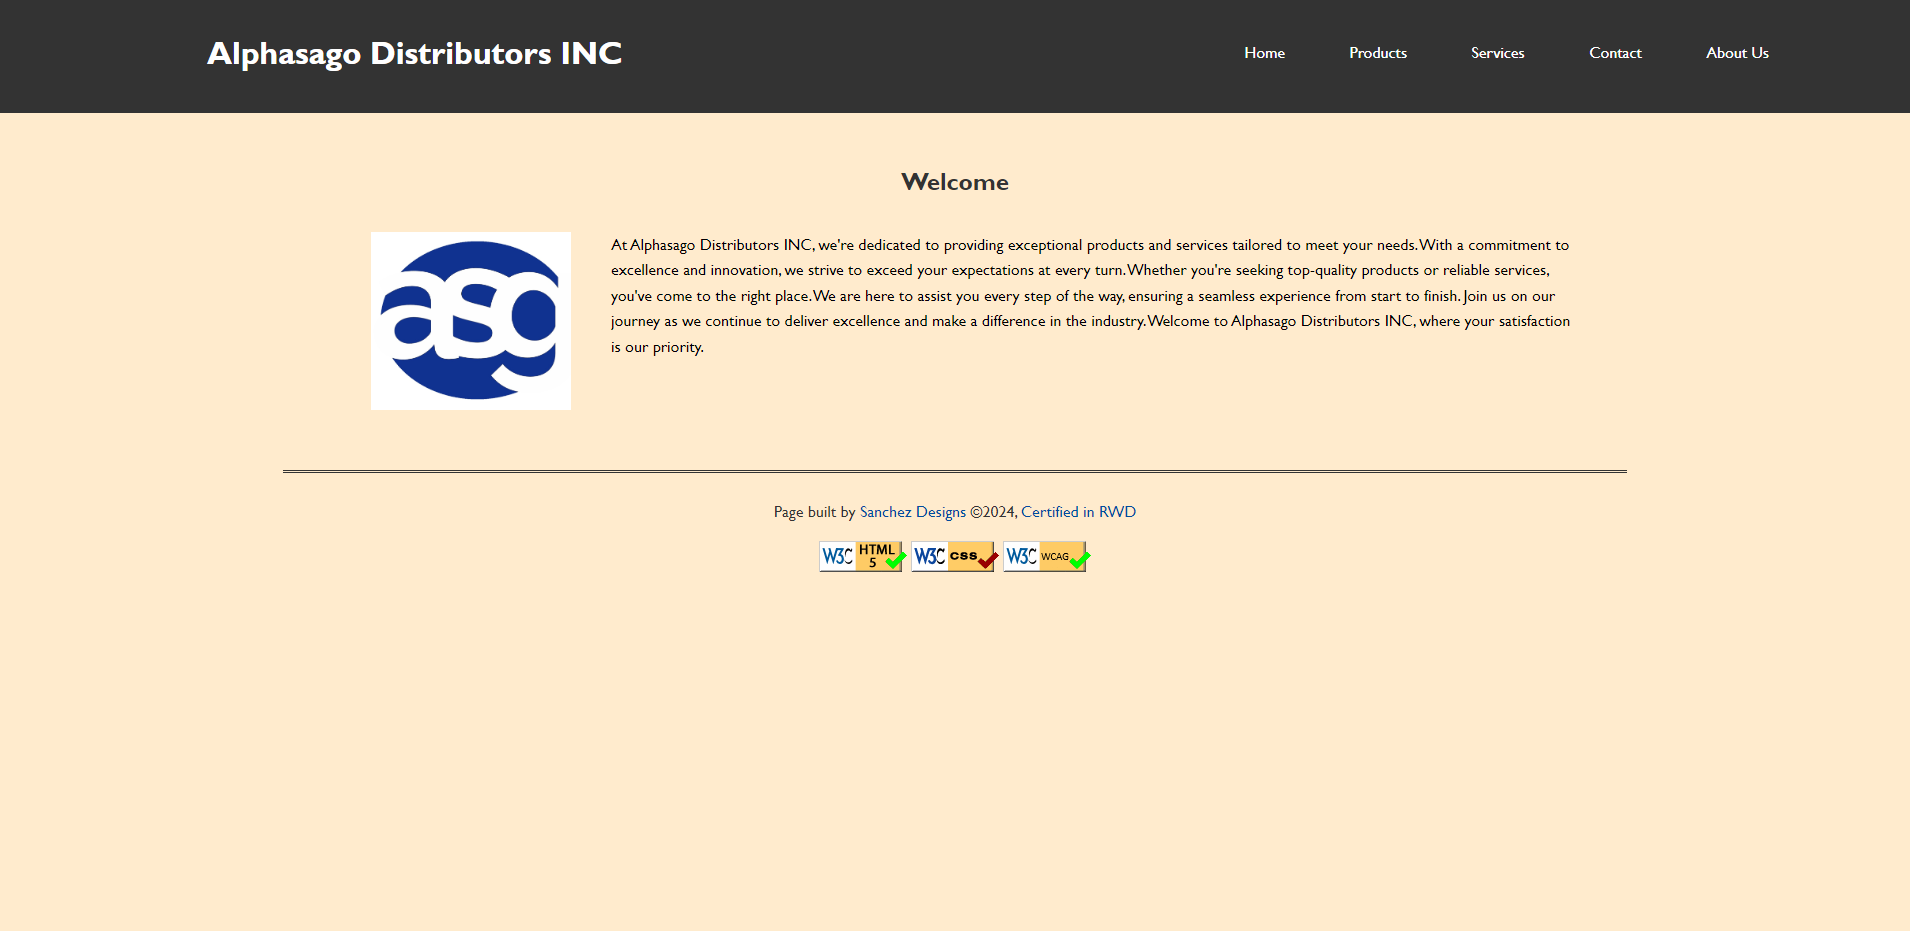 Alphasago Distributors INC
Home Products Services Contact About Us
Welcome
asg
At Alphasago Distributors INC, we're dedicated to providing exceptional products and services tailored to meet your needs. With a commitment to
excellence and innovation, we strive to exceed your expectations at every turn. Whether you're seeking top-quality products or reliable services,
you've come to the right place. We are here to assist you every step of the way, ensuring a seamless experience from start to finish. Join us on our
journey as we continue to deliver excellence and make a difference in the industry. Welcome to Alphasago Distributors INC, where your satisfaction
is our priority.
Page built by Sanchez Designs ©2024, Certified in RWD
W3C HTML 5 W3C CSS W3C WCAG